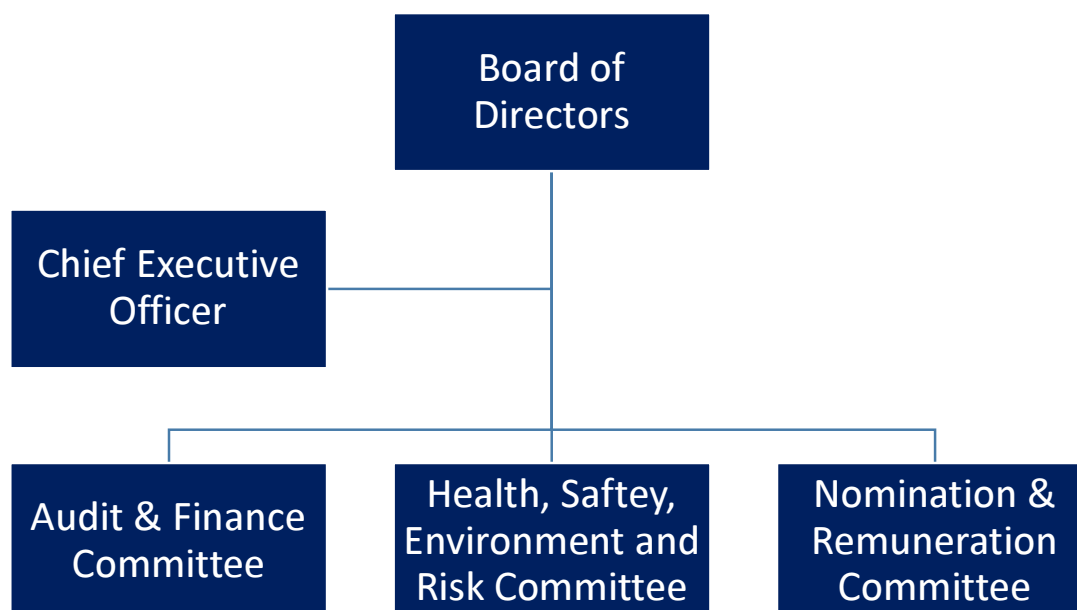 Board of
Directors
Chief Executive
Officer
Audit & Finance
Committee
Health, Saftey,
Environment and
Risk Committee
Nomination &
Remuneration
Committee